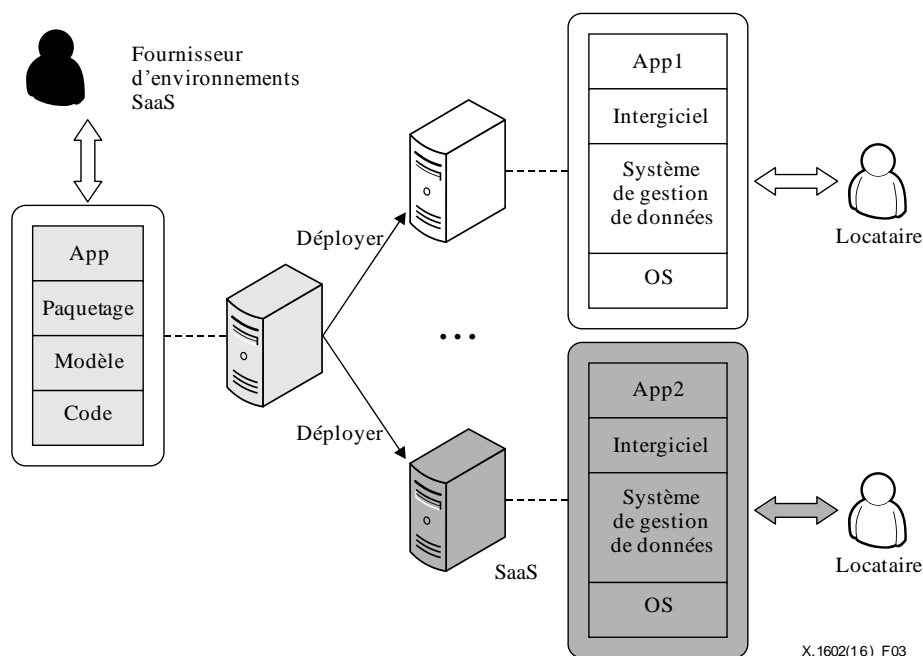 Fournisseur
d'environnements
SaaS
App
Paquetage
Modèle
Code
Déployer
Déployer
...
SaaS
App1
Intergiciel
Système
de gestion
de données
OS
Locataire
App2
Intergiciel
Système
de gestion
de données
OS
Locataire
X.1602(16)_F03